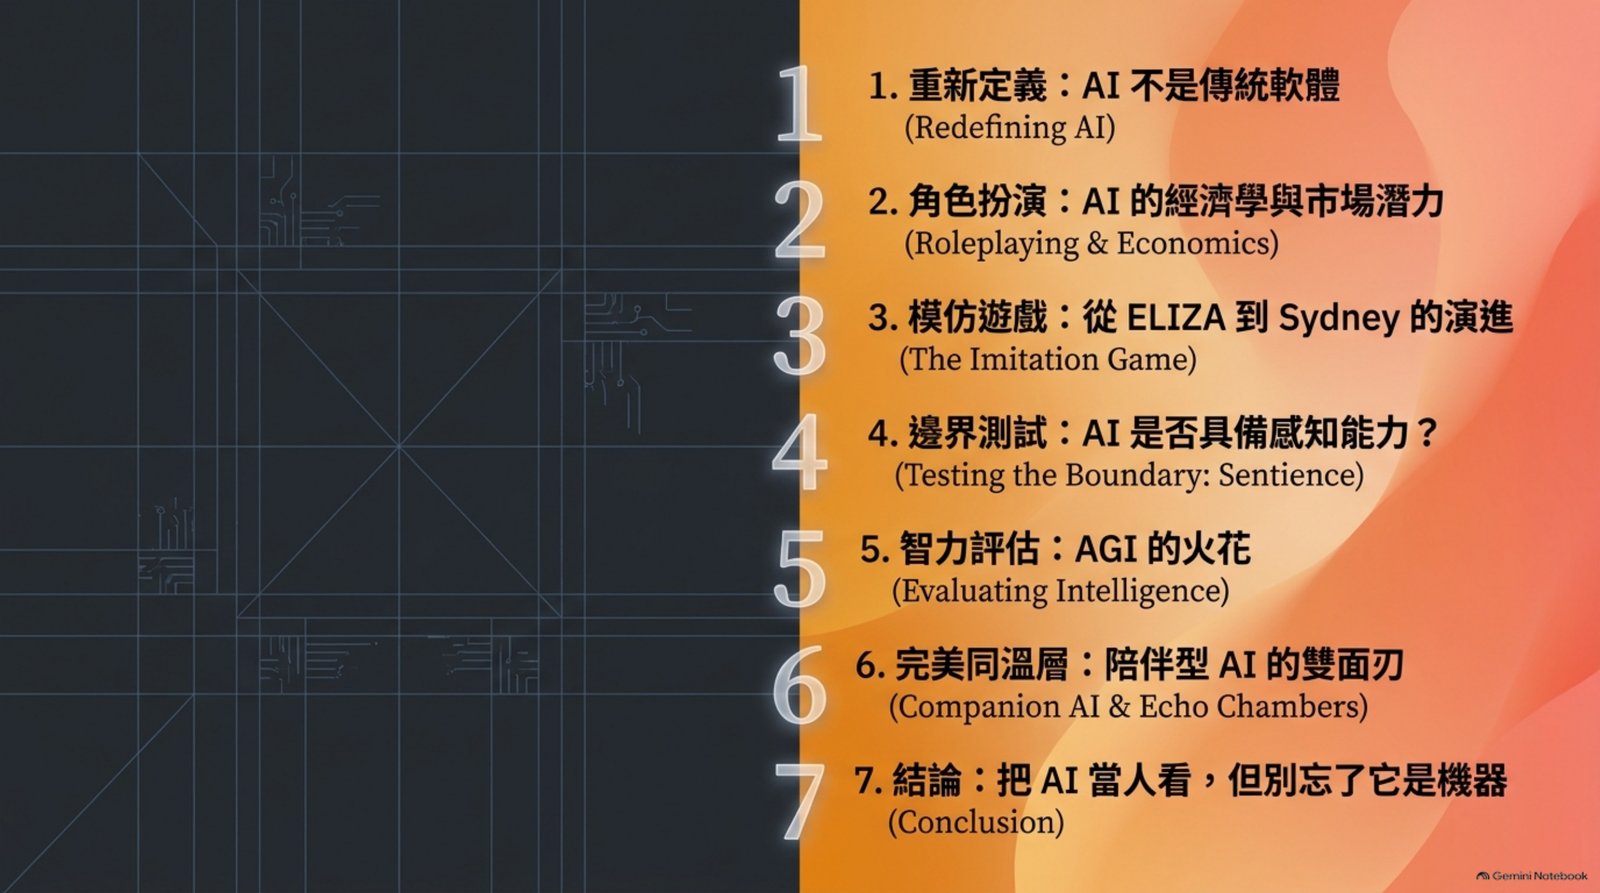 1
1. 重新定義：AI 不是傳統軟體
(Redefining AI)
2
2. 角色扮演：AI 的經濟學與市場潛力
(Roleplaying & Economics)
3
3. 模仿遊戲：從 ELIZA 到 Sydney 的演進
(The Imitation Game)
4
4. 邊界測試：AI 是否具備感知能力？
(Testing the Boundary: Sentience)
5
5. 智力評估：AGI 的火花
(Evaluating Intelligence)
6
6. 完美同溫層：陪伴型 AI 的雙面刃
(Companion AI & Echo Chambers)
7
7. 結論：把 AI 當人看，但別忘了它是機器
(Conclusion)
Gemini Notebook